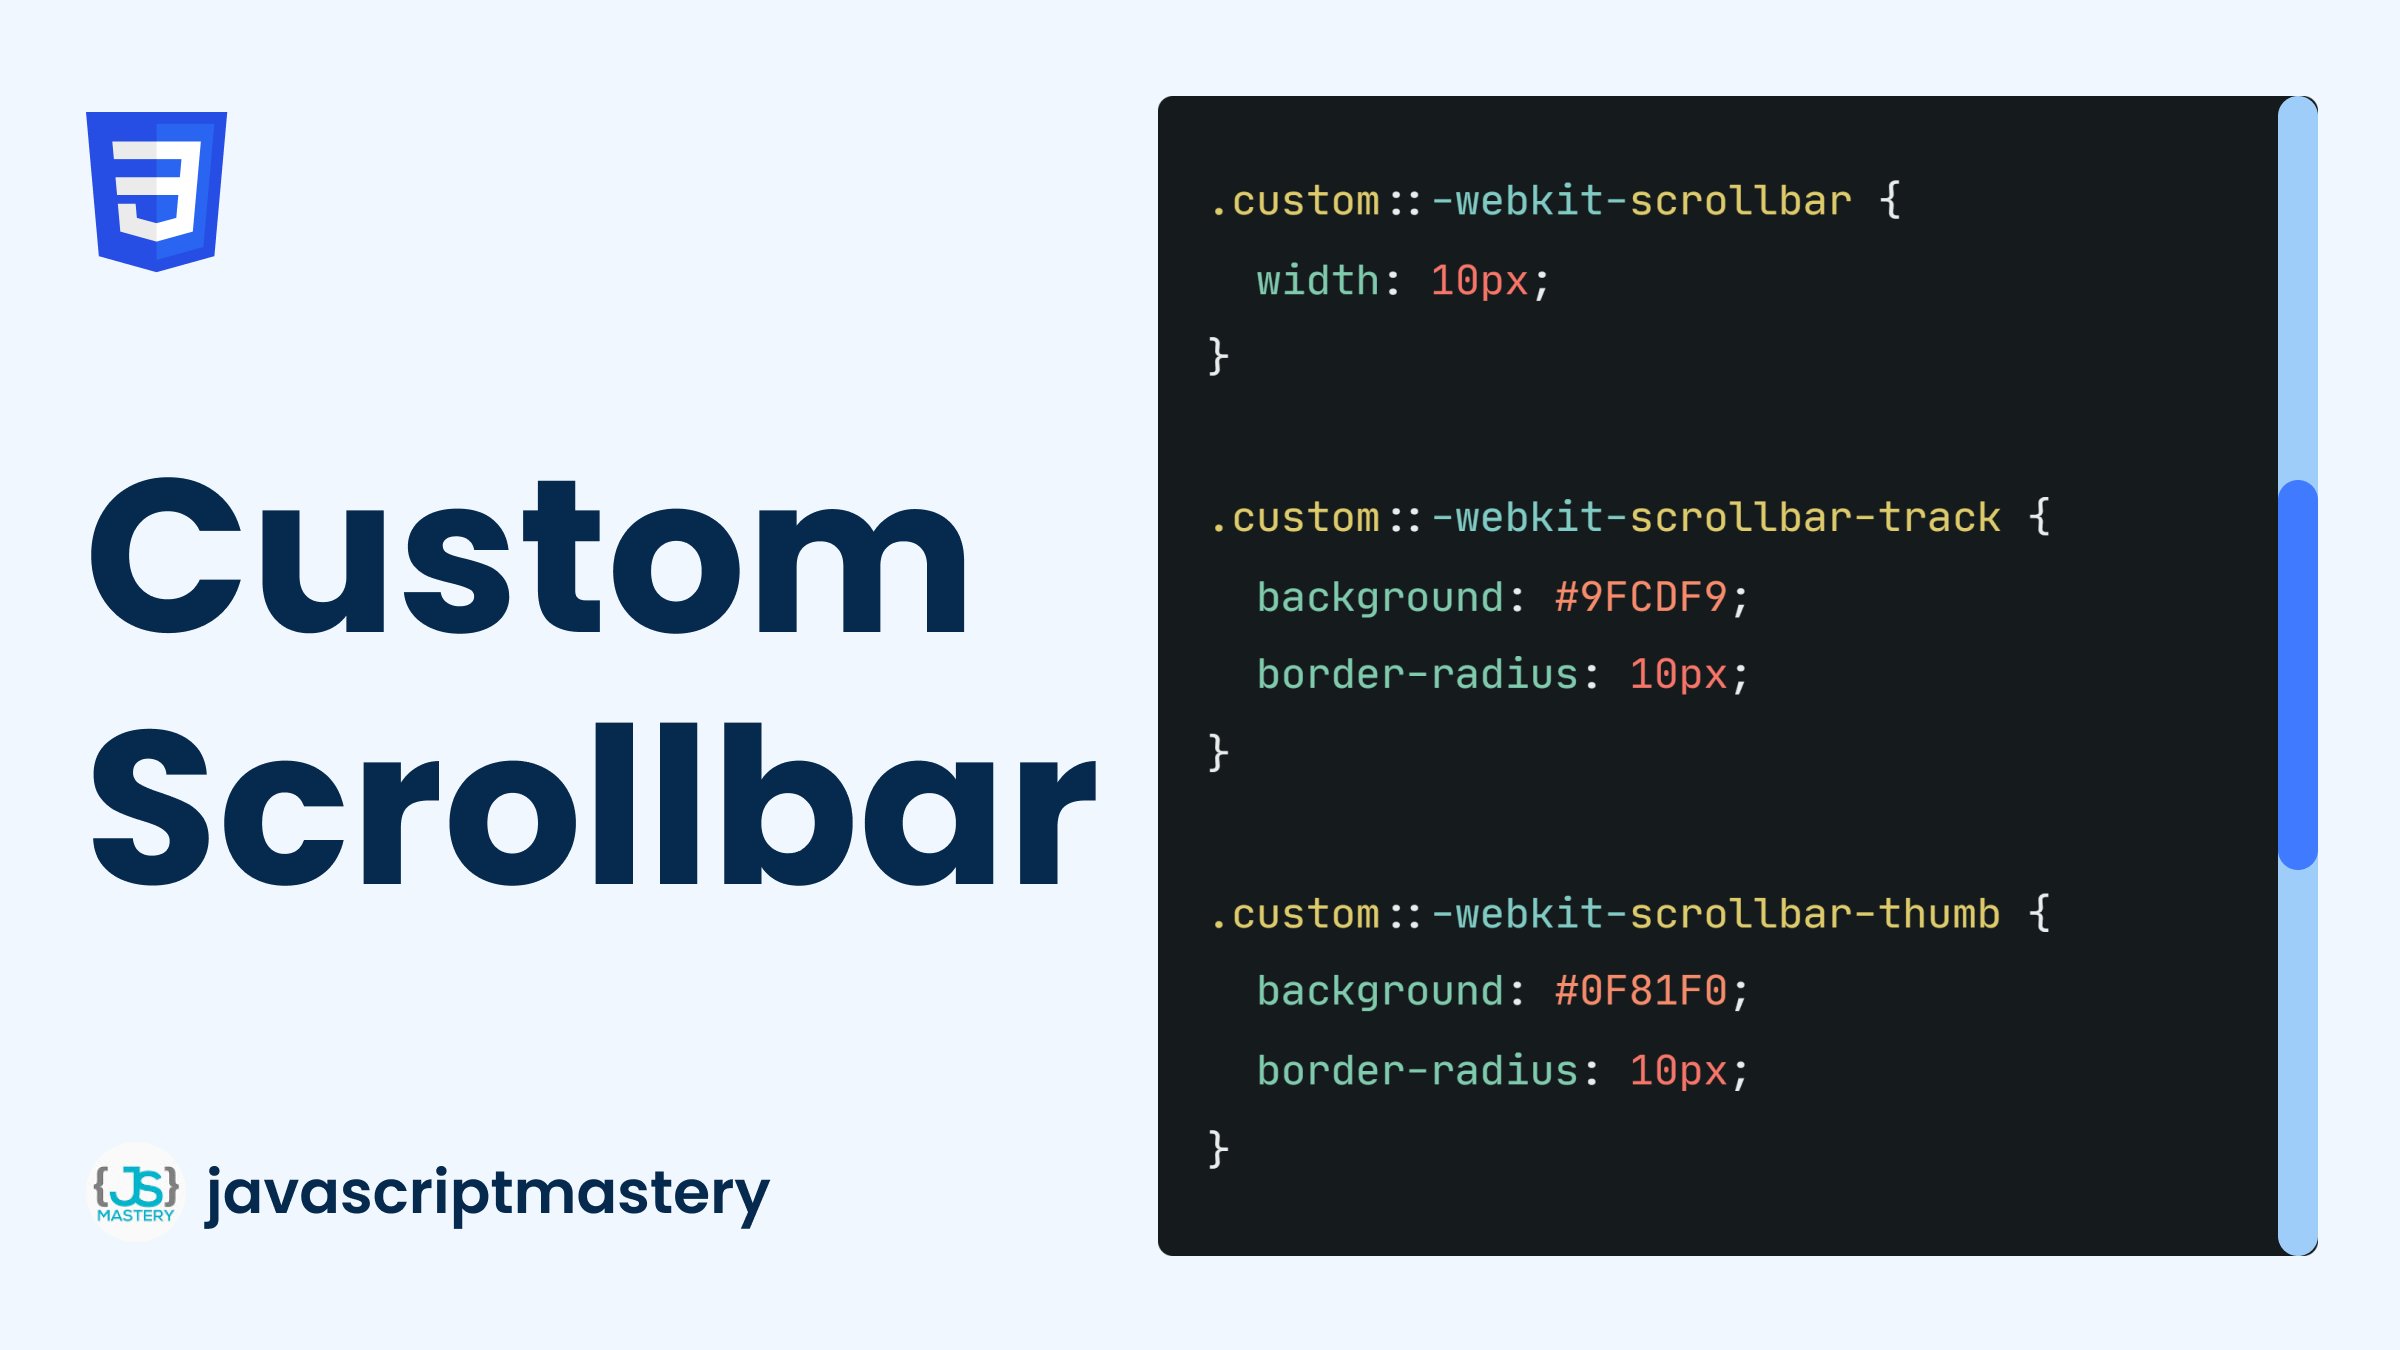 Custom
Scrollbar
{JS}
MASTERY
javascriptmastery
.custom::-webkit-scrollbar {
  width: 10px;
}
.custom::-webkit-scrollbar-track {
  background: #9FCDF9;
  border-radius: 10px;
}
.custom::-webkit-scrollbar-thumb {
  background: #0F81F0;
  border-radius: 10px;
}